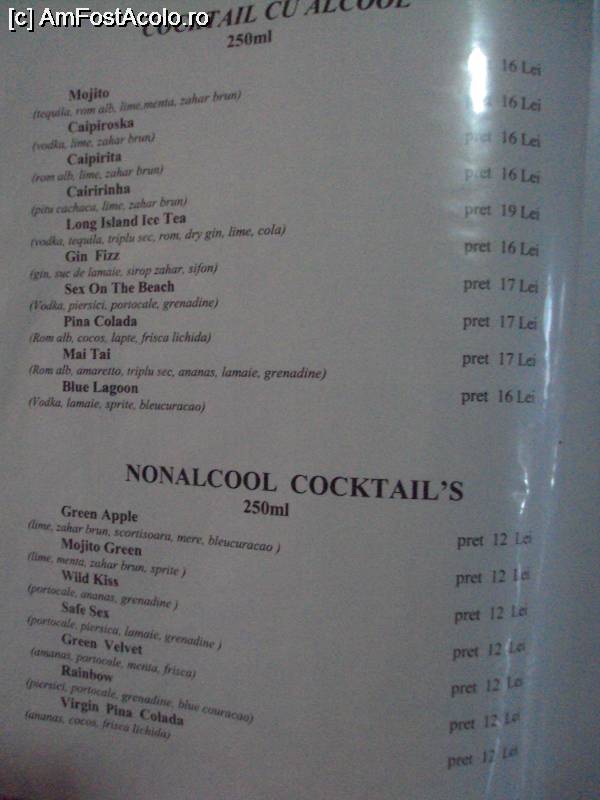 [c] AmFostAcolo.ro
COCKTAIL CU ALCOOL
250ml
Mojito 16 Lei
(tequila, rom alb, lime,menta, zahar brun)
Caipiroska 16 Lei
(vodka, lime, zahar brun)
Caipirita pret 16 Lei
(rom alb, lime, zahar brun)
Cairirinha pret 16 Lei
(pitu cachaca, lime, zahar brun)
Long Island Ice Tea pret 19 Lei
(vodka, tequila, triplu sec, rom, dry gin, lime, cola)
Gin Fizz pret 16 Lei
(gin, suc de lamaie, sirop zahar, sifon)
Sex On The Beach pret 17 Lei
(Vodka, piersici, portocale, grenadine)
Pina Colada pret 17 Lei
(Rom alb, cocos, lapte, frisca lichida)
Mai Tai pret 17 Lei
(Rom alb, amaretto, triplu sec, ananas, lamaie, grenadine)
Blue Lagoon pret 16 Lei
(Vodka, lamaie, sprite, bleucuracao)
NONALCOOL COCKTAIL'S
250ml
Green Apple pret 12 Lei
(lime, zahar brun, scortisoara, mere, bleucuracao )
Mojito Green pret 12 Lei
(lime, menta, zahar brun, sprite )
Wild Kiss pret 12 Lei
(portocale, ananas, grenadine )
Safe Sex pret 12 Lei
(portocale, piersica, lamaie, grenadine )
Green Velvet pret 12 Lei
(amanas, portocale, menta, frisca)
Rainbow pret 12 Lei
(piersici, portocale, grenadine, blue couracao)
Virgin Pina Colada pret 12 Lei
(ananas, cocos, frisca lichida)